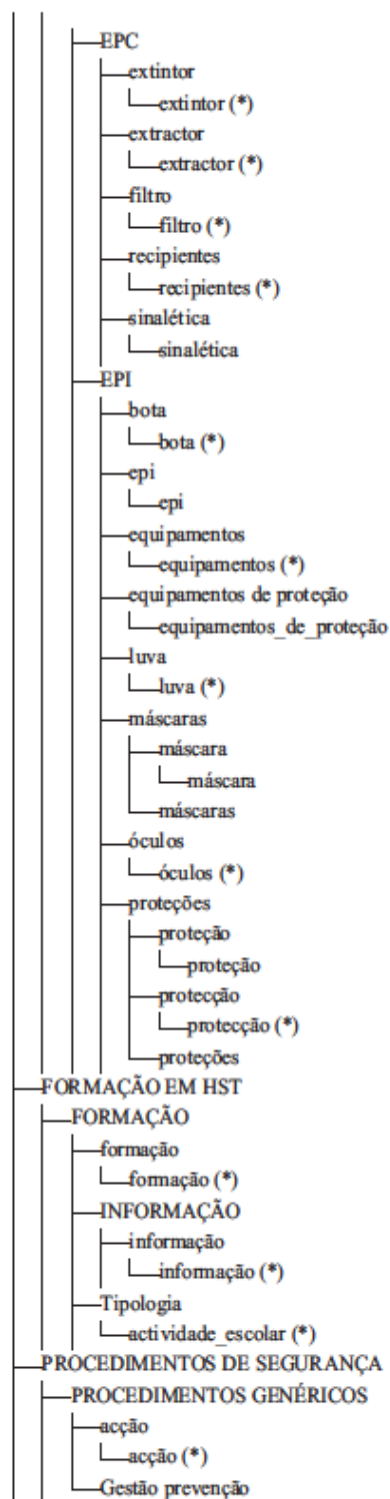 EPC
extintor
extintor (*)
extractor
extractor (*)
filtro
filtro (*)
recipientes
recipientes (*)
sinalética
sinalética
EPI
bota
bota (*)
epi
epi
equipamentos
equipamentos (*)
equipamentos de proteção
equipamentos_de_proteção
luva
luva (*)
máscaras
máscara
máscara
máscaras
óculos
óculos (*)
proteções
proteção
proteção
protecção
protecção (*)
proteções
FORMAÇÃO EM HST
FORMAÇÃO
formação
formação (*)
INFORMAÇÃO
informação
informação (*)
Tipologia
actividade_escolar (*)
PROCEDIMENTOS DE SEGURANÇA
PROCEDIMENTOS GENÉRICOS
acção
acção (*)
Gestão prevenção